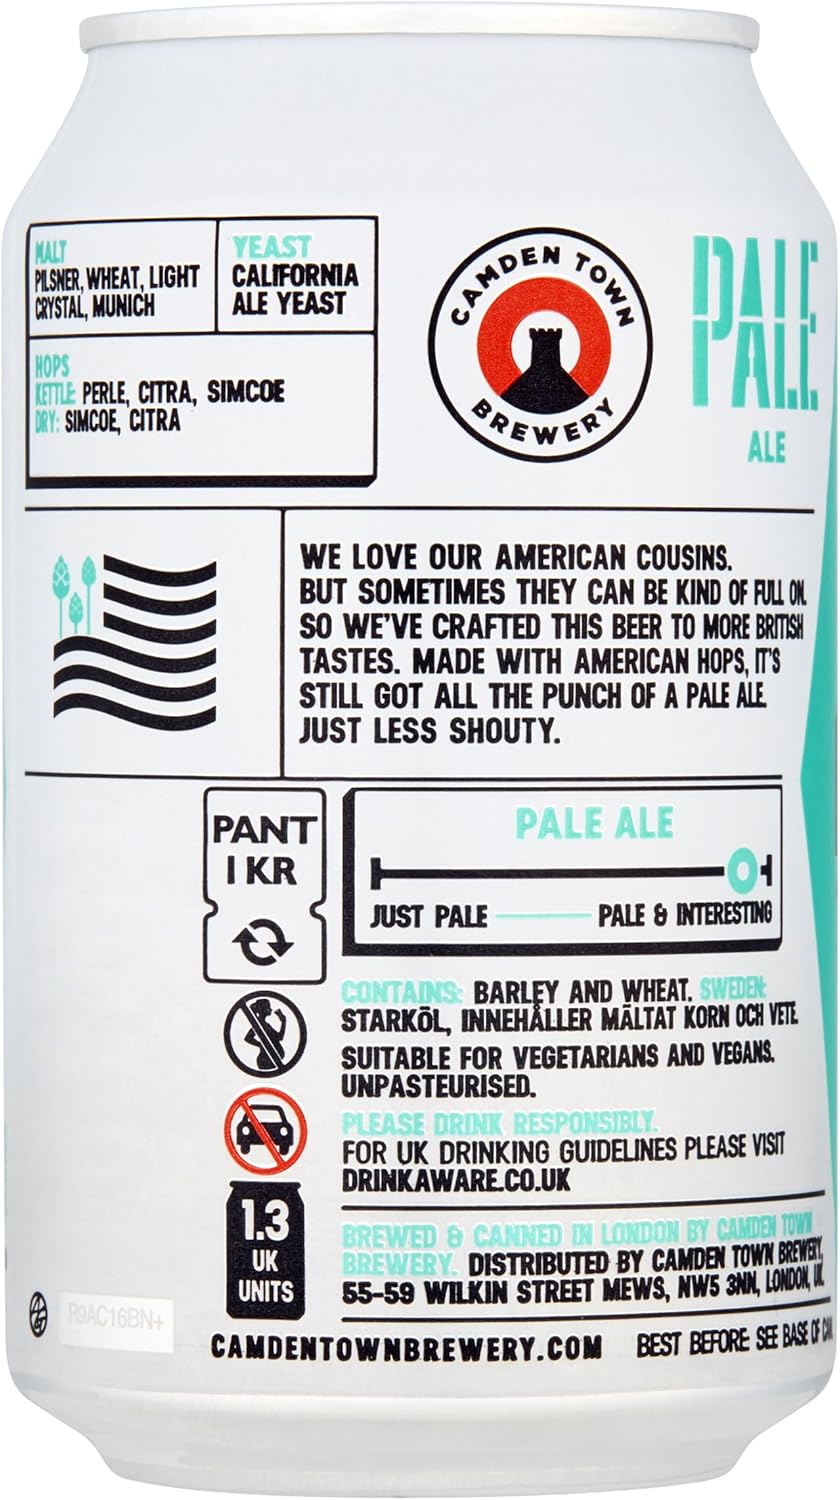 MALT
PILSNER, WHEAT, LIGHT
CRYSTAL, MUNICH
YEAST
CALIFORNIA
ALE YEAST
HOPS
KETTLE: PERLE, CITRA, SIMCOE
DRY: SIMCOE, CITRA
CAMDEN TOWN
BREWERY
PALE
ALE
WE LOVE OUR AMERICAN COUSINS.
BUT SOMETIMES THEY CAN BE KIND OF FULL ON.
SO WE'VE CRAFTED THIS BEER TO MORE BRITISH
TASTES. MADE WITH AMERICAN HOPS, IT'S
STILL GOT ALL THE PUNCH OF A PALE ALE.
JUST LESS SHOUTY.
PANT
1 KR
PALE ALE
JUST PALE
PALE & INTERESTING
CONTAINS: BARLEY AND WHEAT. SWEDEN:
STARKÖL, INNEHÅLLER MÄLTAT KORN OCH VETE.
SUITABLE FOR VEGETARIANS AND VEGANS.
UNPASTEURISED.
PLEASE DRINK RESPONSIBLY.
FOR UK DRINKING GUIDELINES PLEASE VISIT
DRINKAWARE.CO.UK
1.3
UK
UNITS
BREWED & CANNED IN LONDON BY CAMDEN TOWN
BREWERY. DISTRIBUTED BY CAMDEN TOWN BREWERY,
55-59 WILKIN STREET MEWS, NW5 3NN, LONDON, UK.
R9AC16BN+
CAMDENTOWNBREWERY.COM
BEST BEFORE: SEE BASE OF CAN.